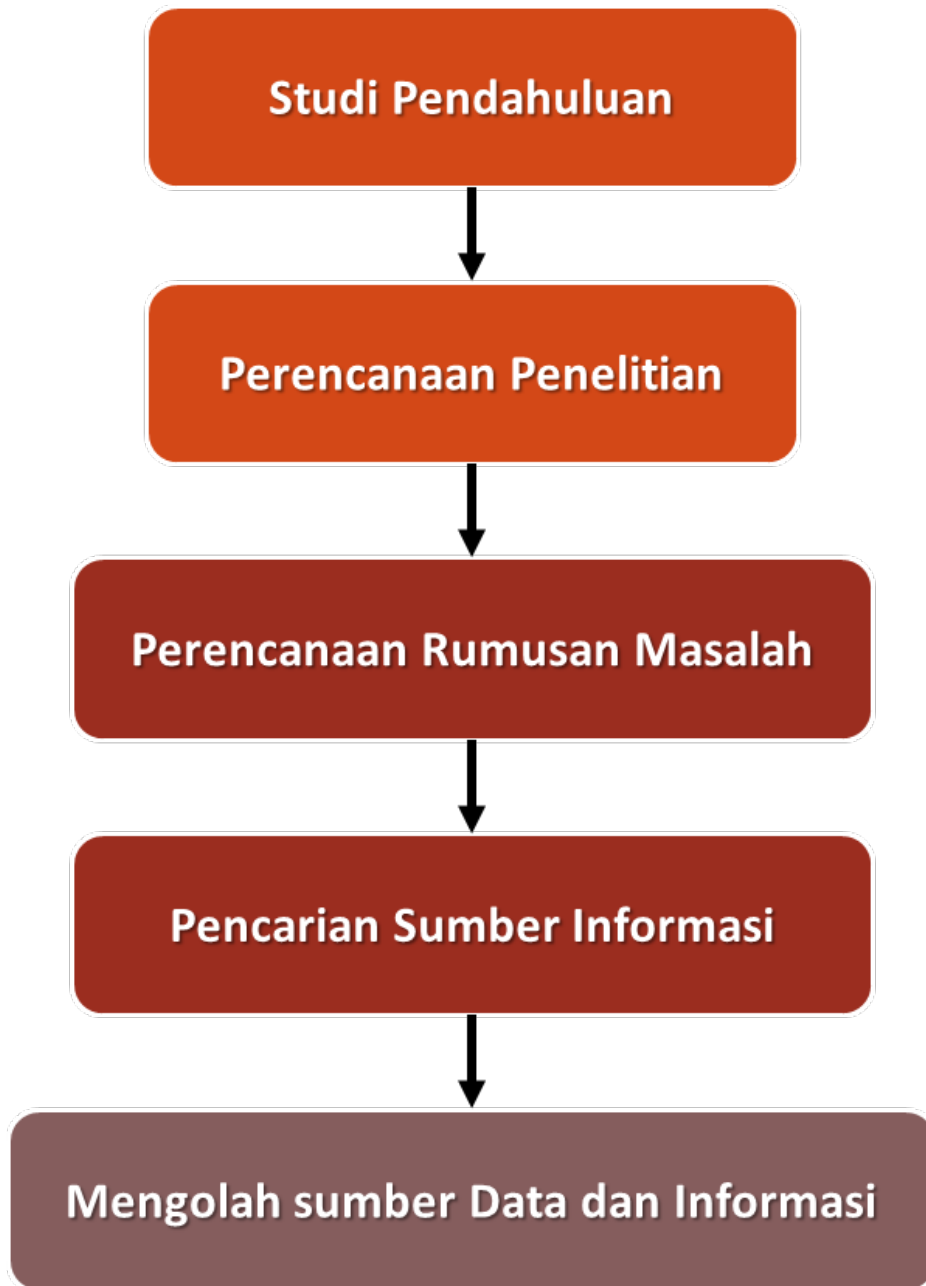 Studi Pendahuluan
Perencanaan Penelitian
Perencanaan Rumusan Masalah
Pencarian Sumber Informasi
Mengolah sumber Data dan Informasi